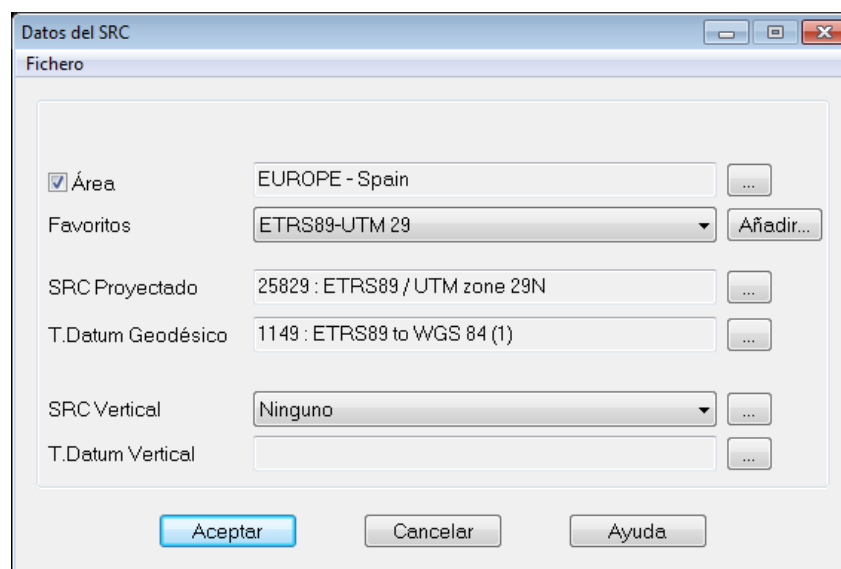 Datos del SRC
Fichero
Área EUROPE - Spain ...
Favoritos ETRS89-UTM 29 Añadir...
SRC Proyectado 25829 : ETRS89 / UTM zone 29N ...
T.Datum Geodésico 1149 : ETRS89 to WGS 84 (1) ...
SRC Vertical Ninguno ...
T.Datum Vertical ...
Aceptar Cancelar Ayuda